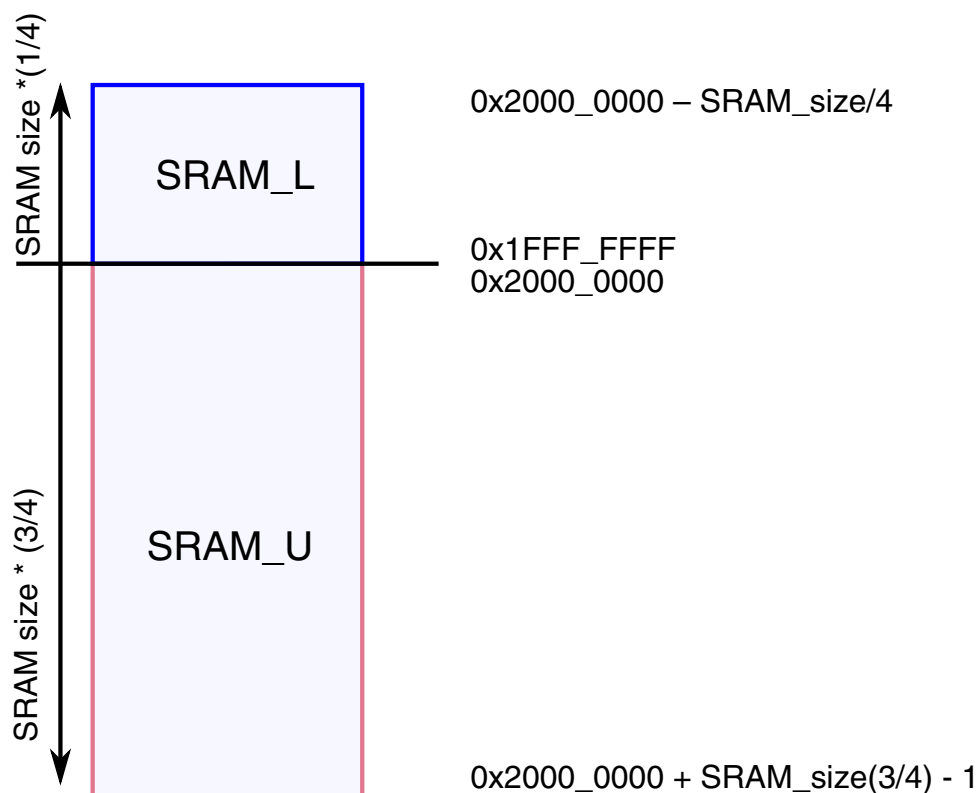 SRAM size *(1/4)
0x2000_0000 – SRAM_size/4
SRAM_L
0x1FFF_FFFF
0x2000_0000
SRAM size * (3/4)
SRAM_U
0x2000_0000 + SRAM_size(3/4) - 1